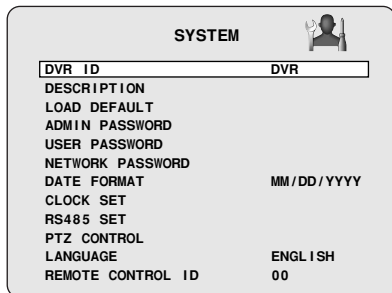 SYSTEM
DVR ID DVR
DESCRIPTION
LOAD DEFAULT
ADMIN PASSWORD
USER PASSWORD
NETWORK PASSWORD
DATE FORMAT MM/DD/YYYY
CLOCK SET
RS485 SET
PTZ CONTROL
LANGUAGE ENGLISH
REMOTE CONTROL ID 00